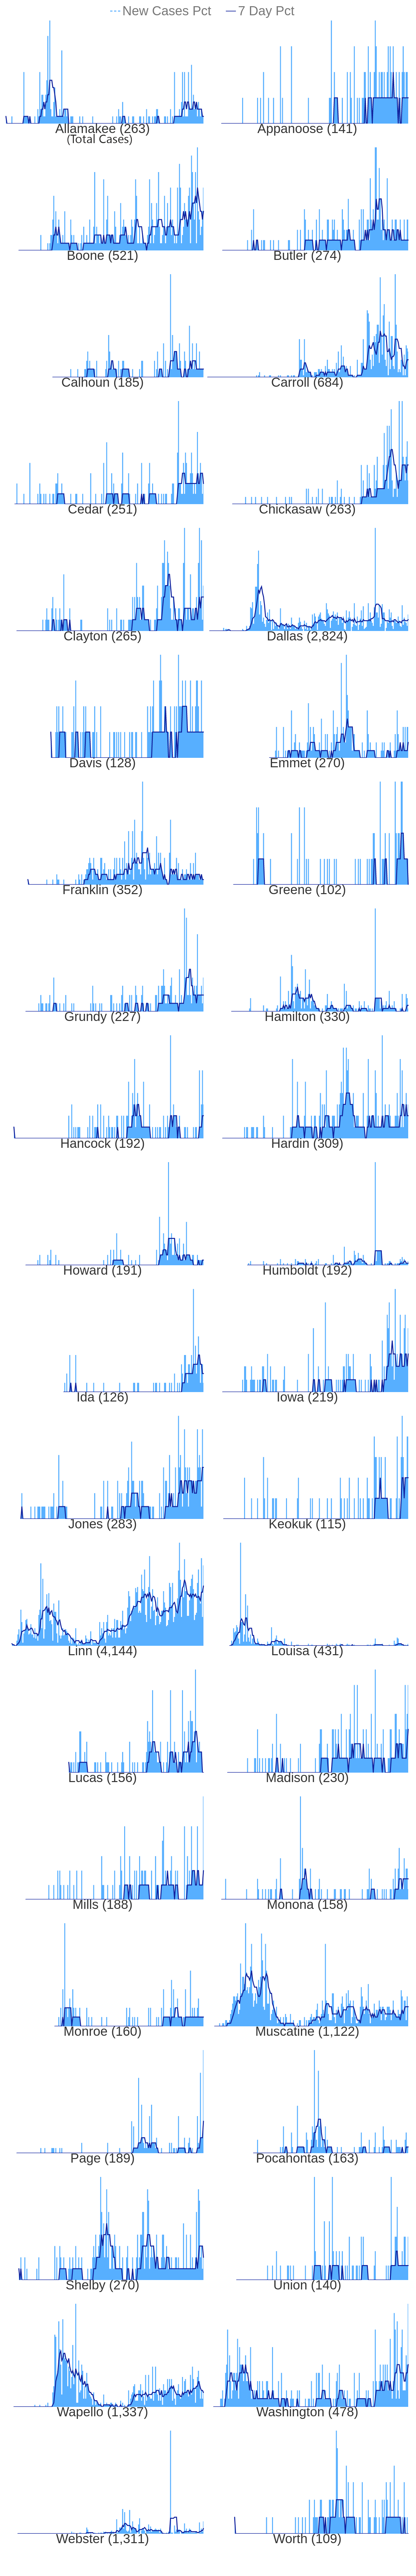 New Cases Pct 7 Day Pct
Allamakee (263) Appanoose (141)
(Total Cases)
Boone (521) Butler (274)
Calhoun (185) Carroll (684)
Cedar (251) Chickasaw (263)
Clayton (265) Dallas (2,824)
Davis (128) Emmet (270)
Franklin (352) Greene (102)
Grundy (227) Hamilton (330)
Hancock (192) Hardin (309)
Howard (191) Humboldt (192)
Ida (126) Iowa (219)
Jones (283) Keokuk (115)
Linn (4,144) Louisa (431)
Lucas (156) Madison (230)
Mills (188) Monona (158)
Monroe (160) Muscatine (1,122)
Page (189) Pocahontas (163)
Shelby (270) Union (140)
Wapello (1,337) Washington (478)
Webster (1,311) Worth (109)